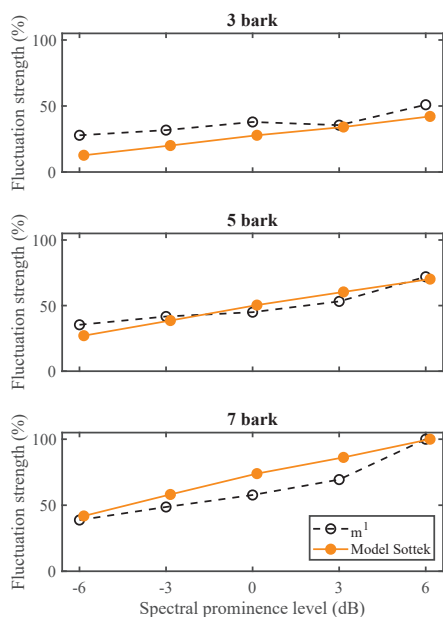 3 bark
Fluctuation strength (%)
100
50
0
5 bark
Fluctuation strength (%)
100
50
0
7 bark
Fluctuation strength (%)
100
50
0
m¹
Model Sottek
-6 -3 0 3 6
Spectral prominence level (dB)